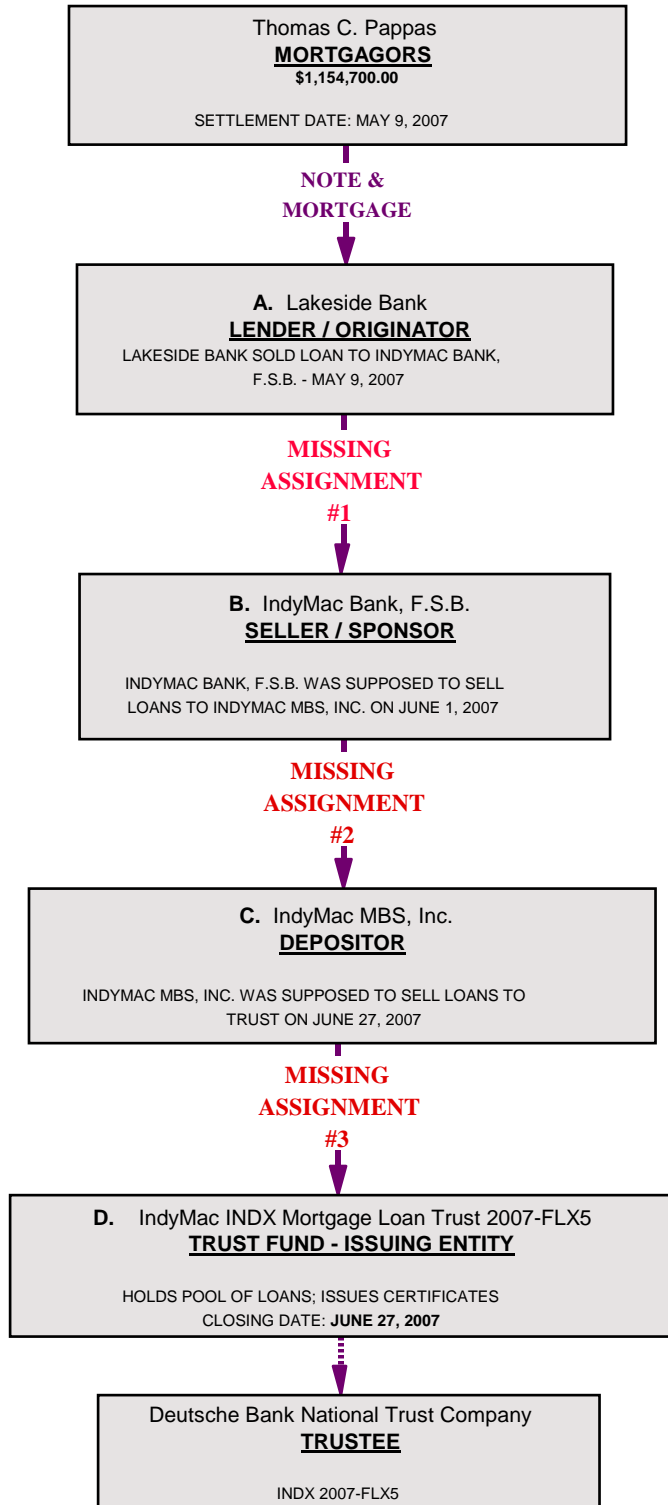 Thomas C. Pappas
MORTGAGORS
$1,154,700.00
SETTLEMENT DATE: MAY 9, 2007
NOTE &
MORTGAGE
A. Lakeside Bank
LENDER / ORIGINATOR
LAKESIDE BANK SOLD LOAN TO INDYMAC BANK,
F.S.B. - MAY 9, 2007
MISSING
ASSIGNMENT
#1
B. IndyMac Bank, F.S.B.
SELLER / SPONSOR
INDYMAC BANK, F.S.B. WAS SUPPOSED TO SELL
LOANS TO INDYMAC MBS, INC. ON JUNE 1, 2007
MISSING
ASSIGNMENT
#2
C. IndyMac MBS, Inc.
DEPOSITOR
INDYMAC MBS, INC. WAS SUPPOSED TO SELL LOANS TO
TRUST ON JUNE 27, 2007
MISSING
ASSIGNMENT
#3
D. IndyMac INDX Mortgage Loan Trust 2007-FLX5
TRUST FUND - ISSUING ENTITY
HOLDS POOL OF LOANS; ISSUES CERTIFICATES
CLOSING DATE: JUNE 27, 2007
Deutsche Bank National Trust Company
TRUSTEE
INDX 2007-FLX5